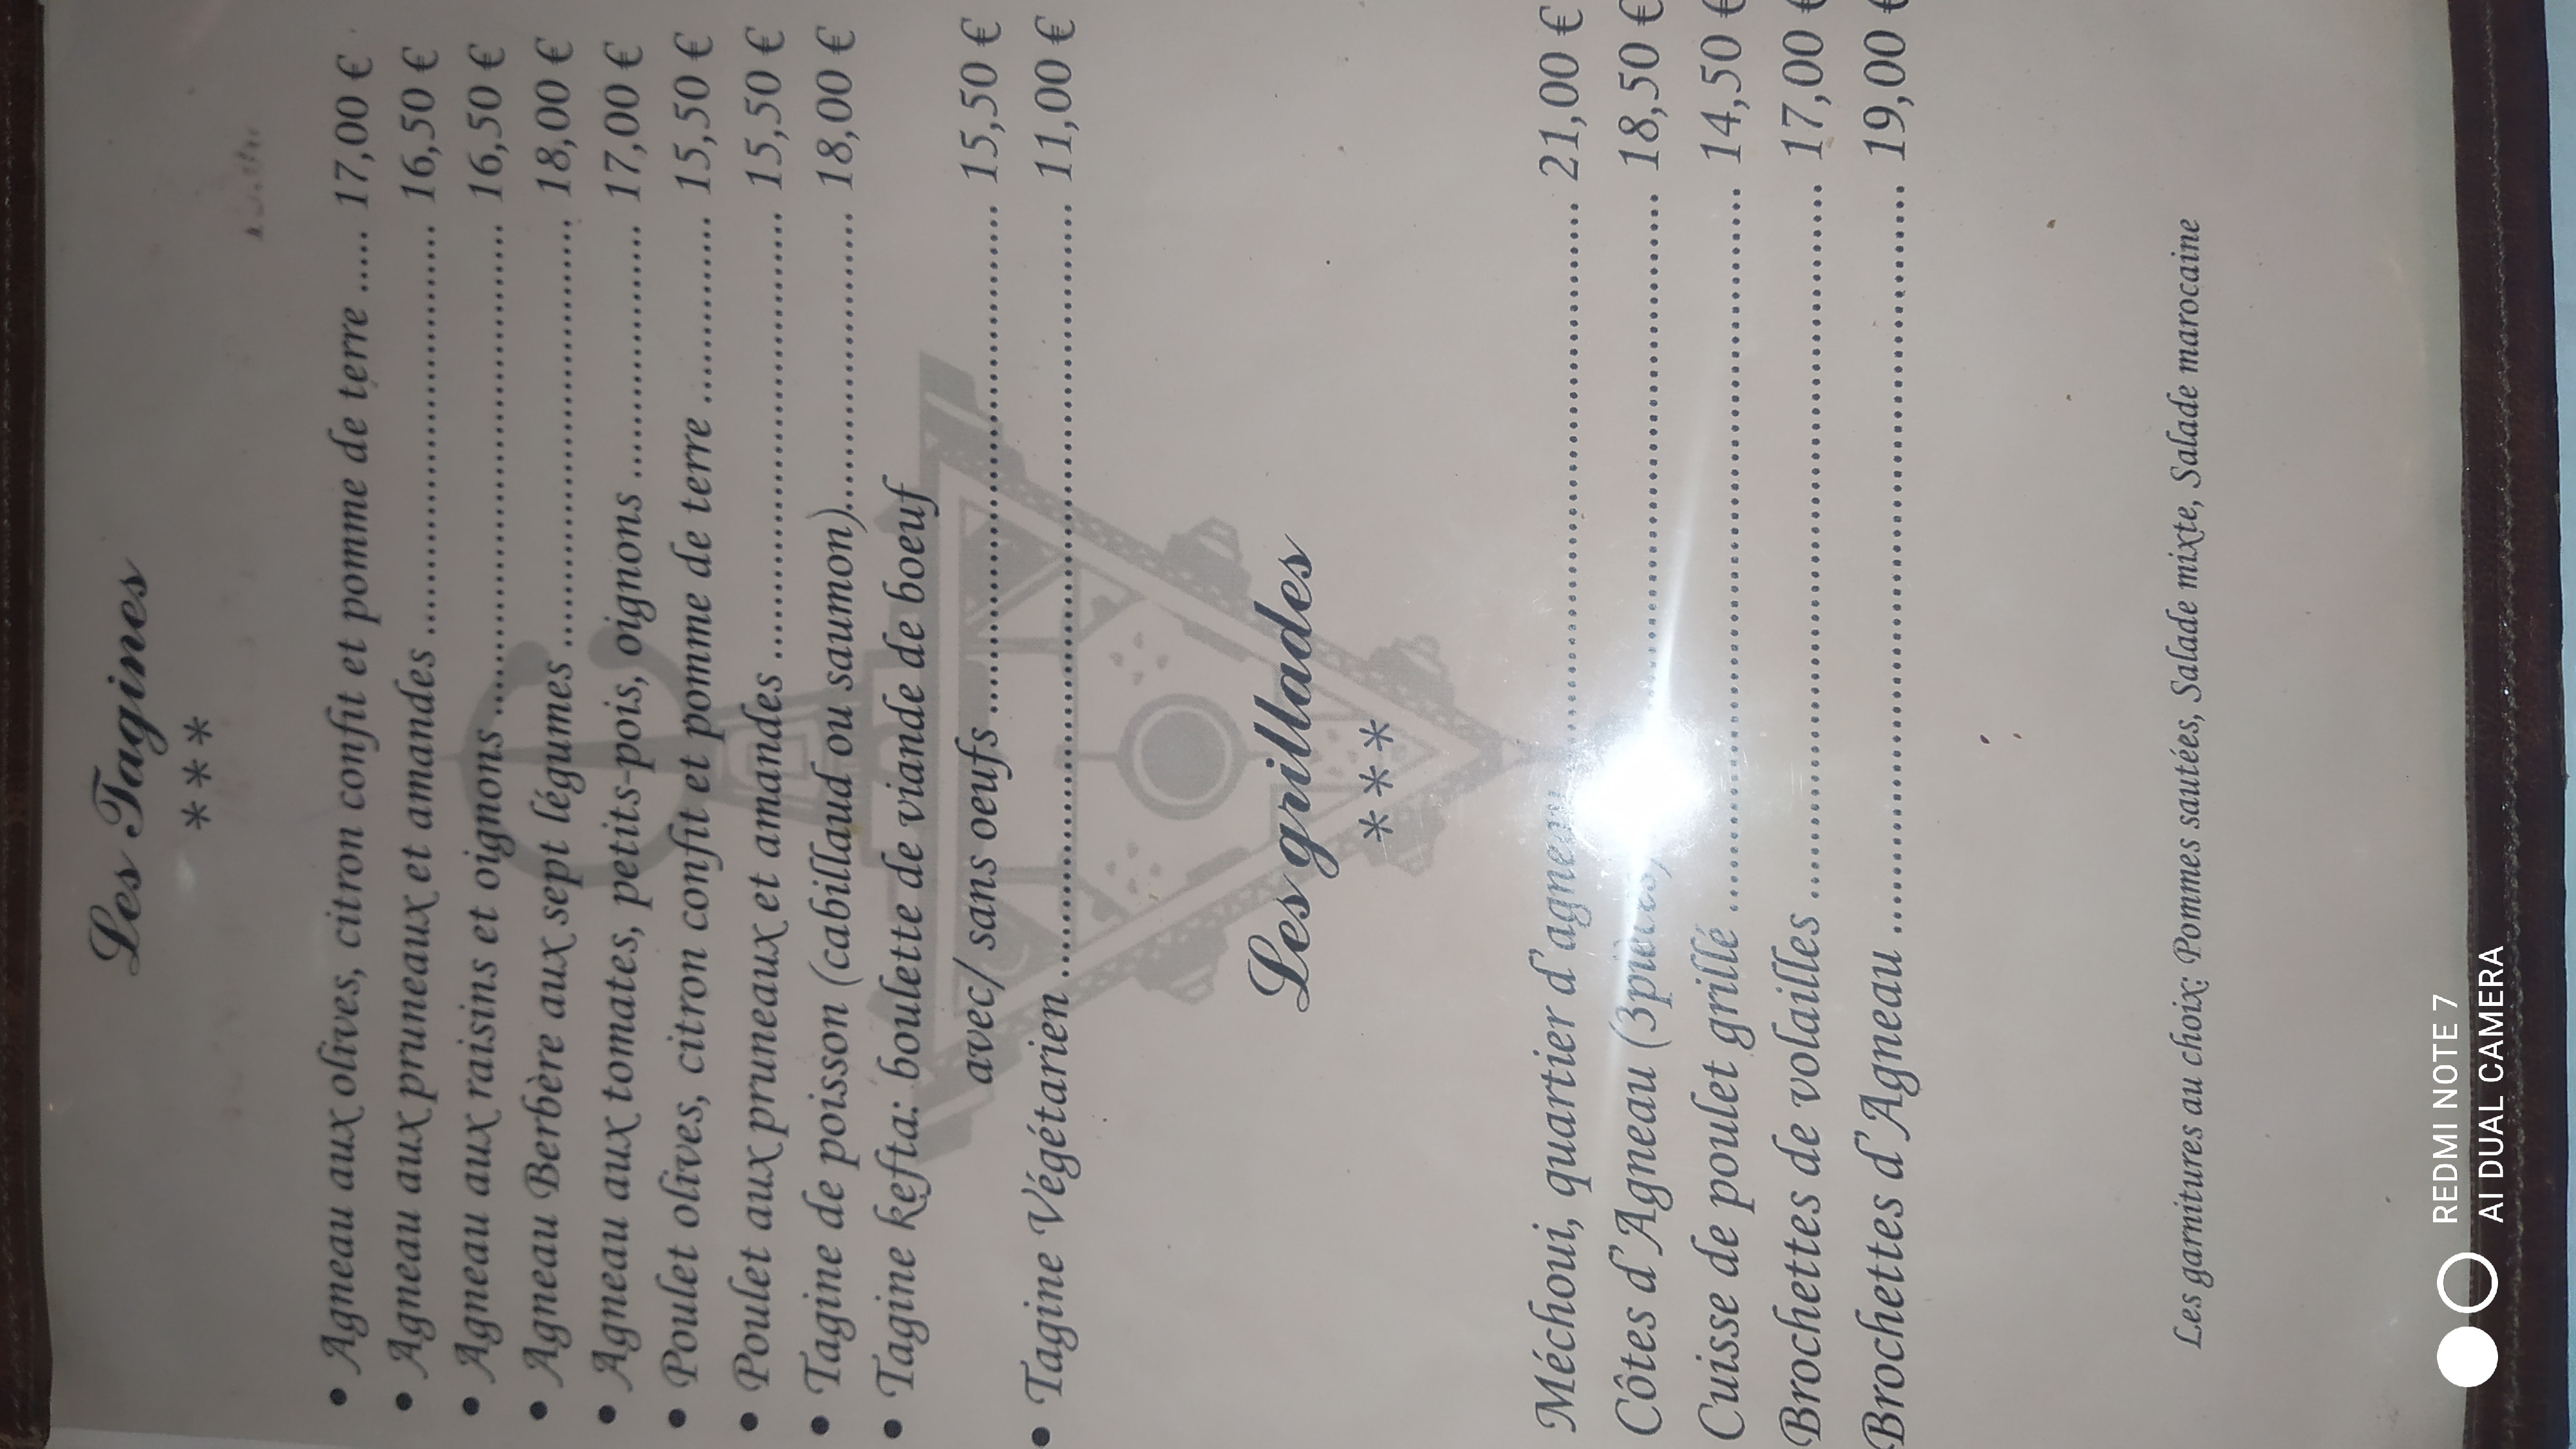 Les Tagines
***
• Agneau aux olives, citron confit et pomme de terre ..... 17,00 €
• Agneau aux pruneaux et amandes ........................................ 16,50 €
• Agneau aux raisins et oignons ................................................ 16,50 €
• Agneau Berbère aux sept légumes ......................................... 18,00 €
• Agneau aux tomates, petits-pois, oignons ........................ 17,00 €
• Poulet olives, citron confit et pomme de terre ................. 15,50 €
• Poulet aux pruneaux et amandes ........................................... 15,50 €
• Tagine de poisson (cabillaud ou saumon)............................ 18,00 €
• Tagine kefta: boulette de viande de boeuf
avec/ sans oeufs ................................................. 15,50 €
• Tagine Végétarien ........................................................................... 11,00 €
Les grillades
***
Méchoui, quartier d'agneau .................................................... 21,00 €
Côtes d'Agneau (3pièces) .................................................... 18,50 €
Cuisse de poulet grillé ...................................................................... 14,50 €
Brochettes de volailles ...................................................................... 17,00 €
Brochettes d'Agneau .......................................................................... 19,00 €
Les garnitures au choix: Pommes sautées, Salade mixte, Salade marocaine
REDMI NOTE 7
AI DUAL CAMERA